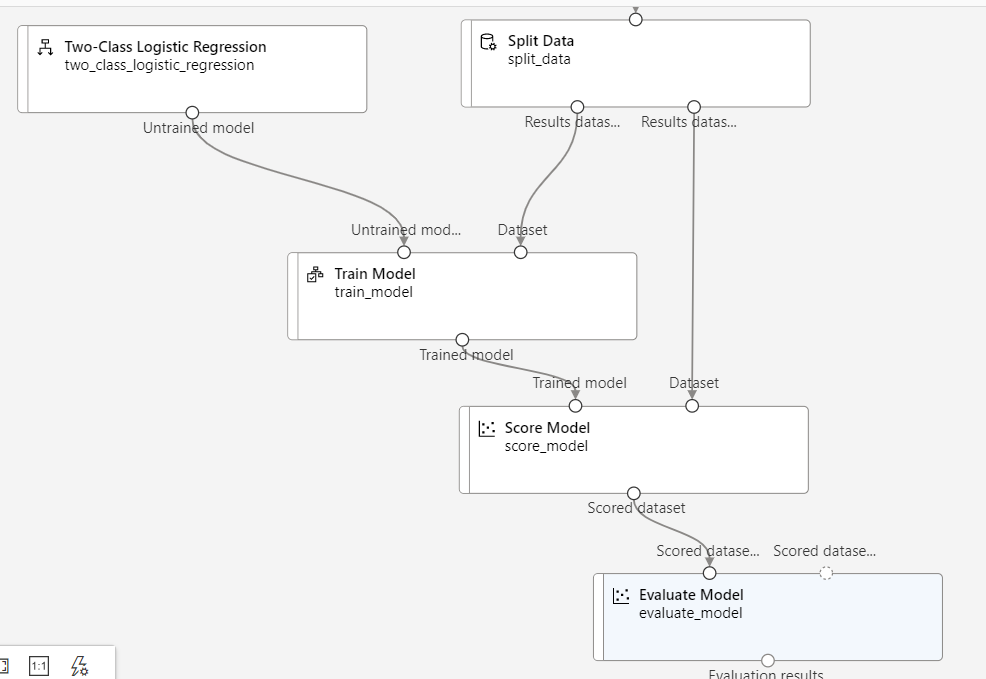 Two-Class Logistic Regression
two_class_logistic_regression
Untrained model
Split Data
split_data
Results datas...
Results datas...
Untrained mod...
Dataset
Train Model
train_model
Trained model
Trained model
Dataset
Score Model
score_model
Scored dataset
Scored datase...
Scored datase...
Evaluate Model
evaluate_model
Evaluation results
1:1